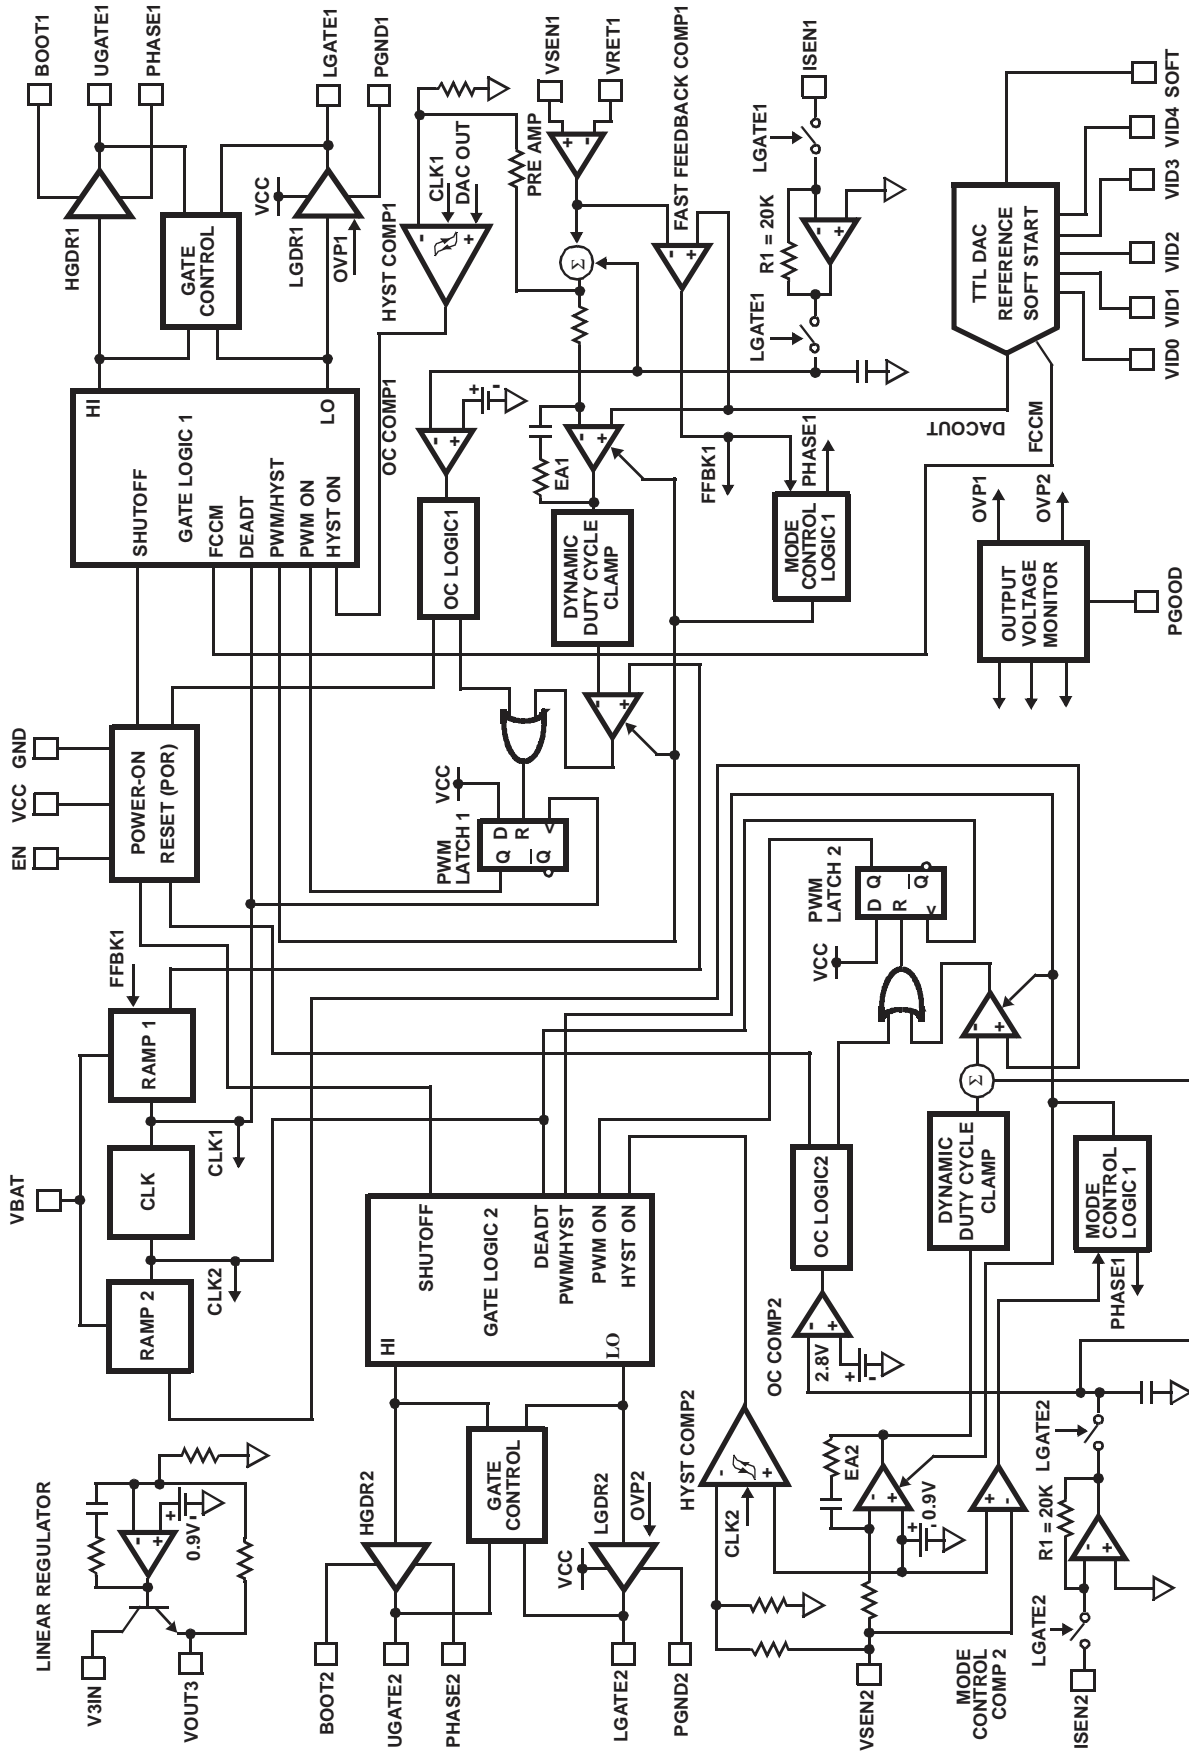 VBAT
EN
VCC
GND
BOOT1
UGATE1
PHASE1
LGATE1
PGND1
LINEAR REGULATOR
V3IN
VOUT3
0.9V
+
-
-
+
RAMP 2
CLK
RAMP 1
FFBK1
CLK2
CLK1
POWER-ON
RESET (POR)
HI
LO
SHUTOFF
GATE LOGIC 1
FCCM
DEADT
PWM/HYST
PWM ON
HYST ON
HGDR1
GATE
CONTROL
VCC
LGDR1
OVP1
HYST COMP1
CLK1
DAC OUT
-
+
PRE AMP
VSEN1
VRET1
+
-
Σ
FAST FEEDBACK COMP1
-
+
OC COMP1
+
-
-
+
OC LOGIC1
EA1
-
+
DYNAMIC
DUTY CYCLE
CLAMP
-
+
VCC
PWM
LATCH 1
Q
D
R
Q
<
LGATE1
ISEN1
R1 = 20K
-
+
LGATE1
FFBK1
PHASE1
MODE
CONTROL
LOGIC 1
DACOUT
FCCM
TTL DAC
REFERENCE
SOFT START
VID0
VID1
VID2
VID3
VID4
SOFT
OVP1
OVP2
OUTPUT
VOLTAGE
MONITOR
PGOOD
HI
LO
SHUTOFF
GATE LOGIC 2
DEADT
PWM/HYST
PWM ON
HYST ON
HGDR2
GATE
CONTROL
VCC
LGDR2
OVP2
BOOT2
UGATE2
PHASE2
LGATE2
PGND2
HYST COMP2
CLK2
-
+
OC COMP2
2.8V
+
-
-
+
OC LOGIC2
VCC
PWM
LATCH 2
D
Q
R
Q
<
EA2
-
+
+
-
0.9V
VSEN2
DYNAMIC
DUTY CYCLE
CLAMP
Σ
-
+
MODE
CONTROL
COMP 2
+
-
PHASE1
MODE
CONTROL
LOGIC 1
LGATE2
ISEN2
R1 = 20K
-
+
LGATE2